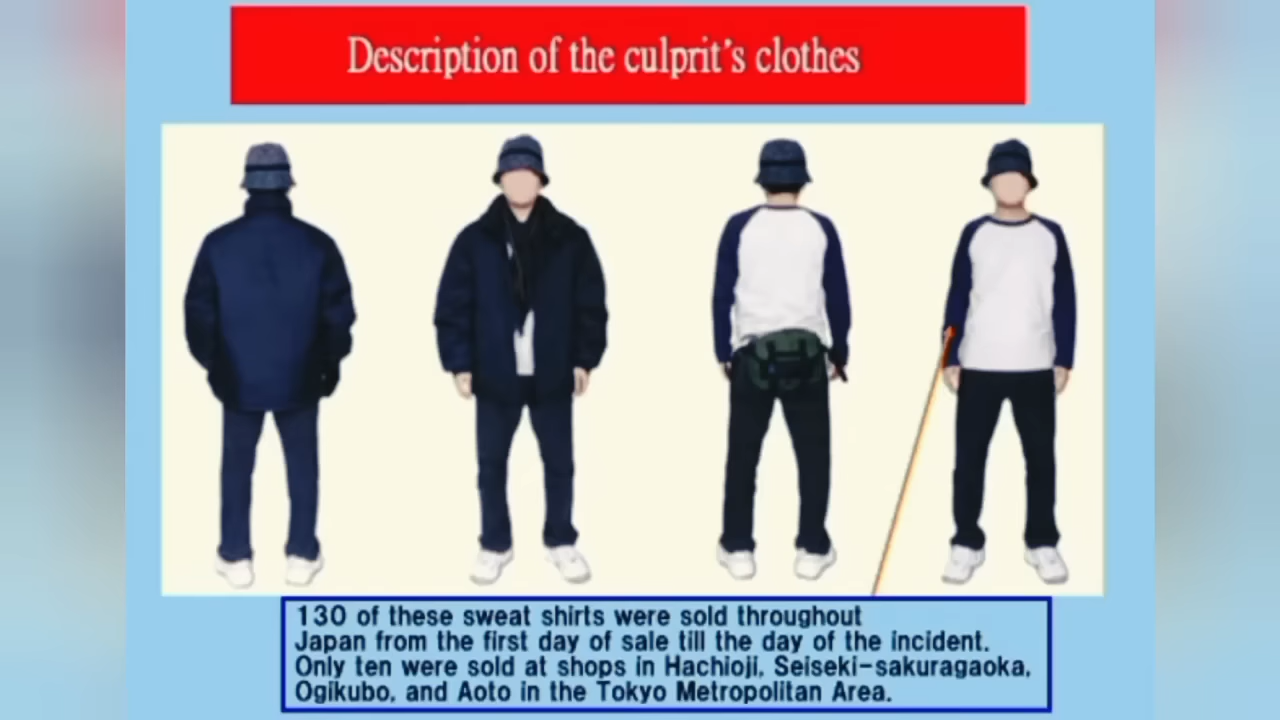 Description of the culprit's clothes
130 of these sweat shirts were sold throughout
Japan from the first day of sale till the day of the incident.
Only ten were sold at shops in Hachioji, Seiseki-sakuragaoka,
Ogikubo, and Aoto in the Tokyo Metropolitan Area.